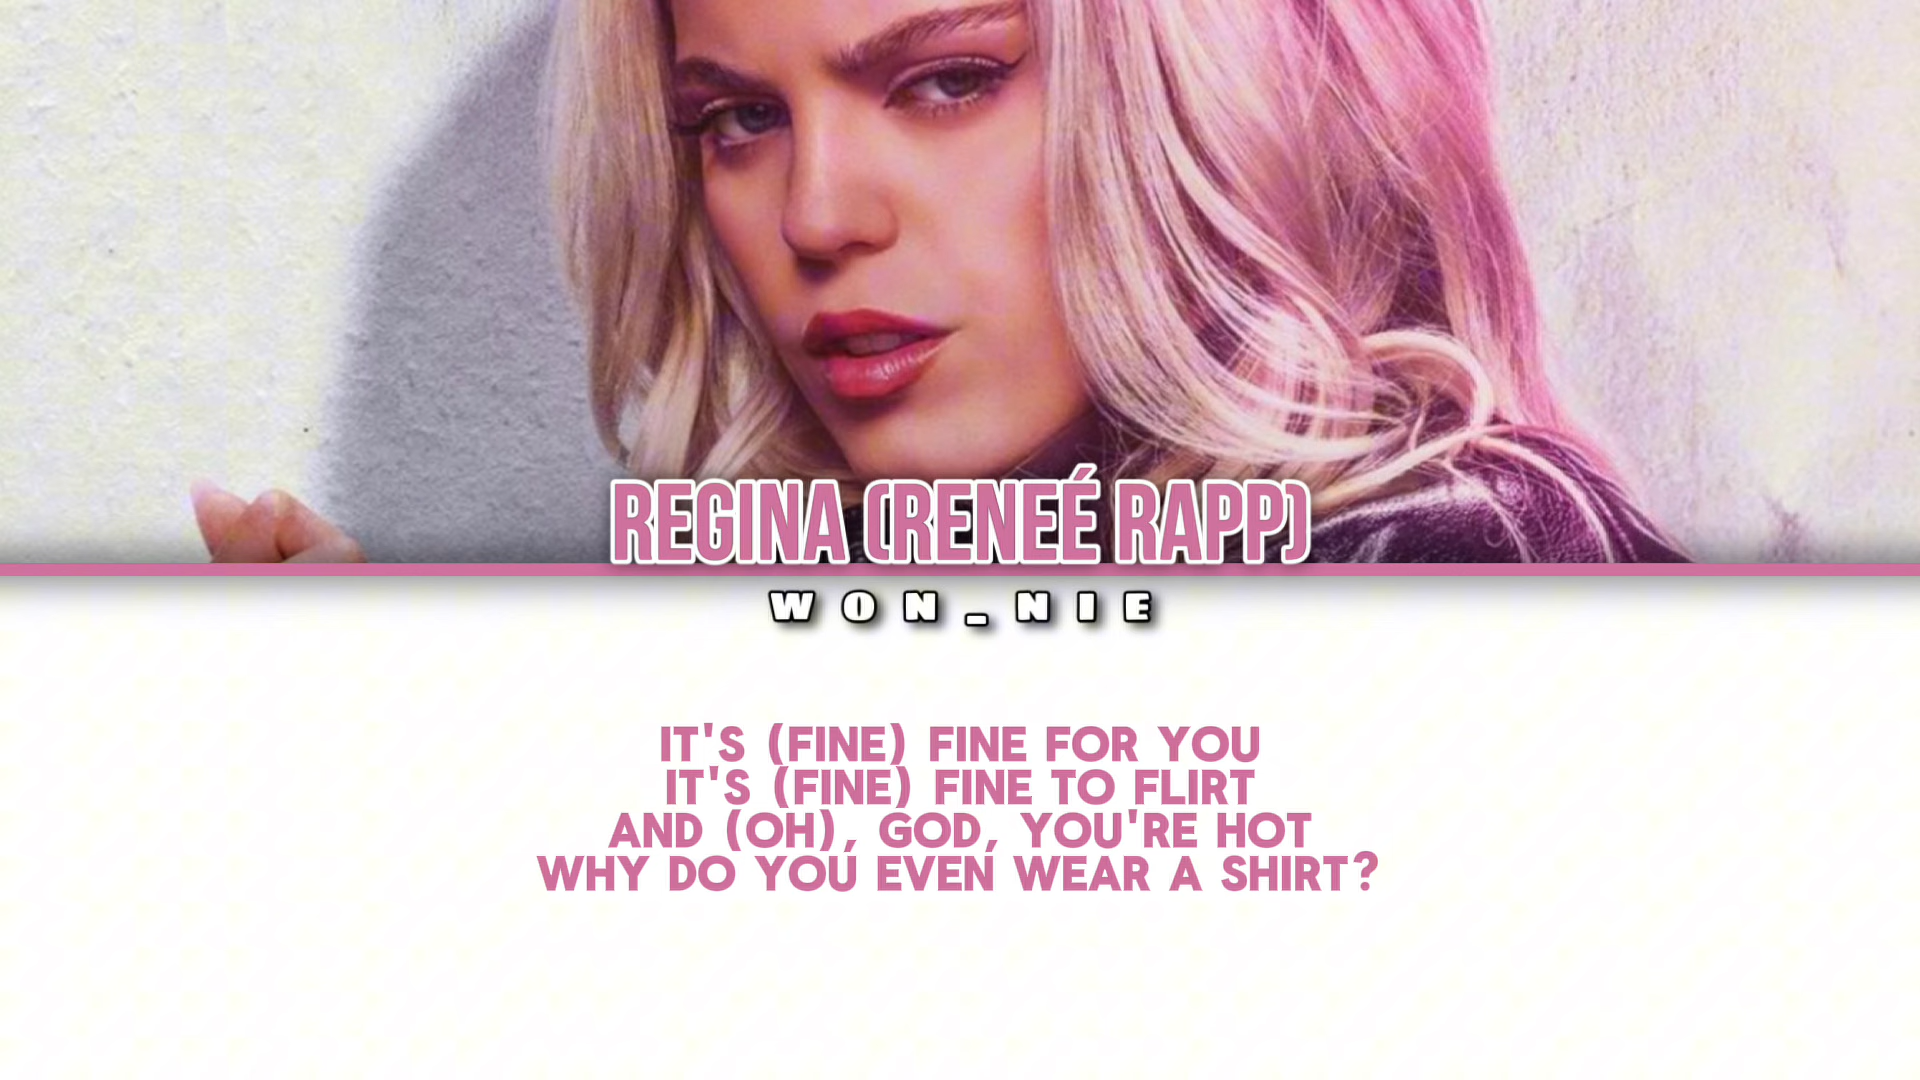 REGINA (RENEÉ RAPP)
WON_NIE
IT'S (FINE) FINE FOR YOU
IT'S (FINE) FINE TO FLIRT
AND (OH), GOD, YOU'RE HOT
WHY DO YOU EVEN WEAR A SHIRT?